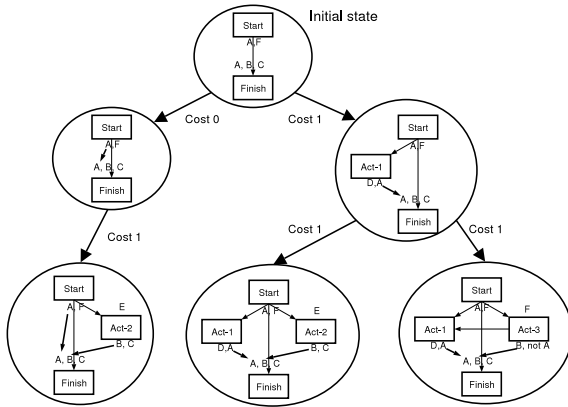 Initial state
Start
A,F
A, B, C
Finish
Cost 0
Cost 1
Start
A,F
A, B, C
Finish
Start
A,F
Act-1
D,A
A, B, C
Finish
Cost 1
Cost 1
Cost 1
Start
A, F
E
Act-2
B, C
A, B, C
Finish
Start
A, F
E
Act-1
Act-2
D,A
B, C
A, B, C
Finish
Start
A,F
F
Act-1
Act-3
D,A
B, not A
A, B, C
Finish